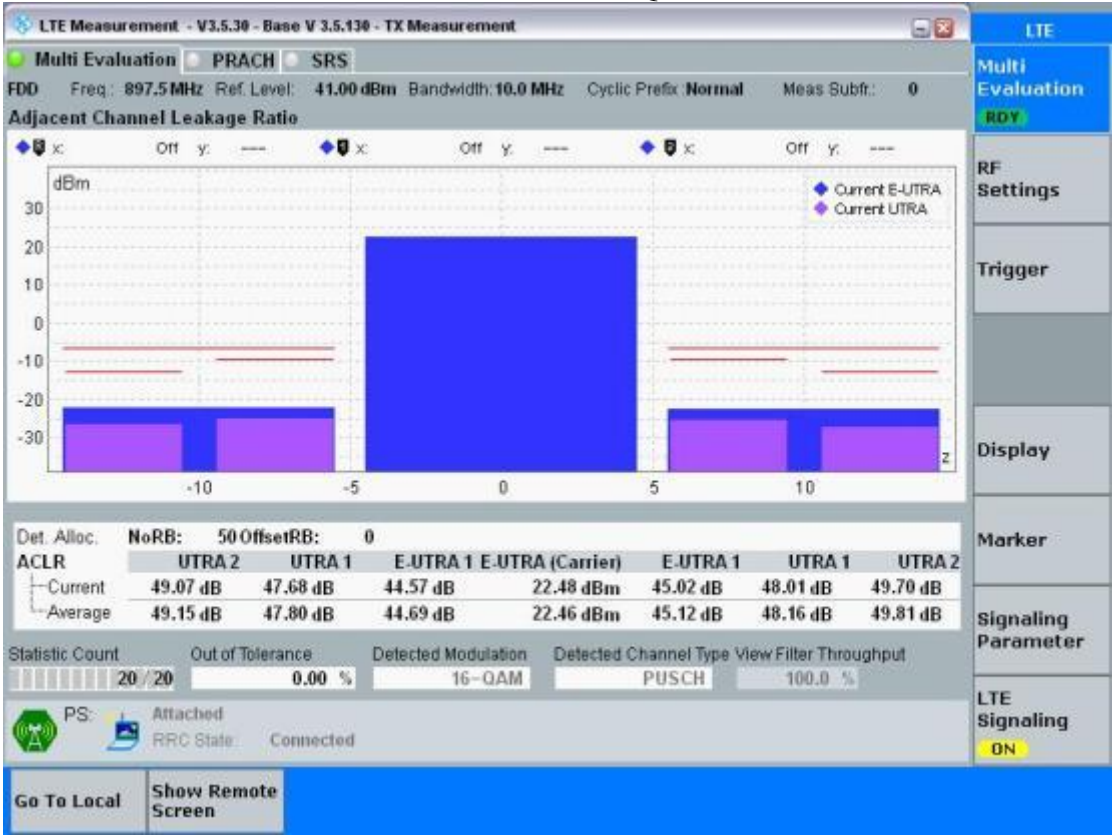 LTE Measurement - V3.5.30 - Base V 3.5.130 - TX Measurement
LTE
Multi Evaluation PRACH SRS
Multi Evaluation
RDY
FDD Freq.: 897.5 MHz Ref. Level: 41.00 dBm Bandwidth: 10.0 MHz Cyclic Prefix: Normal Meas Subfr.: 0
Adjacent Channel Leakage Ratio
x: Off y: --- x: Off y: --- x: Off y: ---
dBm
Current E-UTRA
Current UTRA
30
20
10
0
-10
-20
-30
z
-10 -5 0 5 10
RF Settings
Trigger
Display
Marker
Signaling Parameter
LTE Signaling
ON
Det. Alloc. NoRB: 50 OffsetRB: 0
ACLR UTRA 2 UTRA 1 E-UTRA 1 E-UTRA (Carrier) E-UTRA 1 UTRA 1 UTRA 2
Current 49.07 dB 47.68 dB 44.57 dB 22.48 dBm 45.02 dB 48.01 dB 49.70 dB
Average 49.15 dB 47.80 dB 44.69 dB 22.46 dBm 45.12 dB 48.16 dB 49.81 dB
Statistic Count Out of Tolerance Detected Modulation Detected Channel Type View Filter Throughput
20 / 20 0.00 % 16-QAM PUSCH 100.0 %
PS: Attached
RRC State: Connected
Go To Local
Show Remote Screen